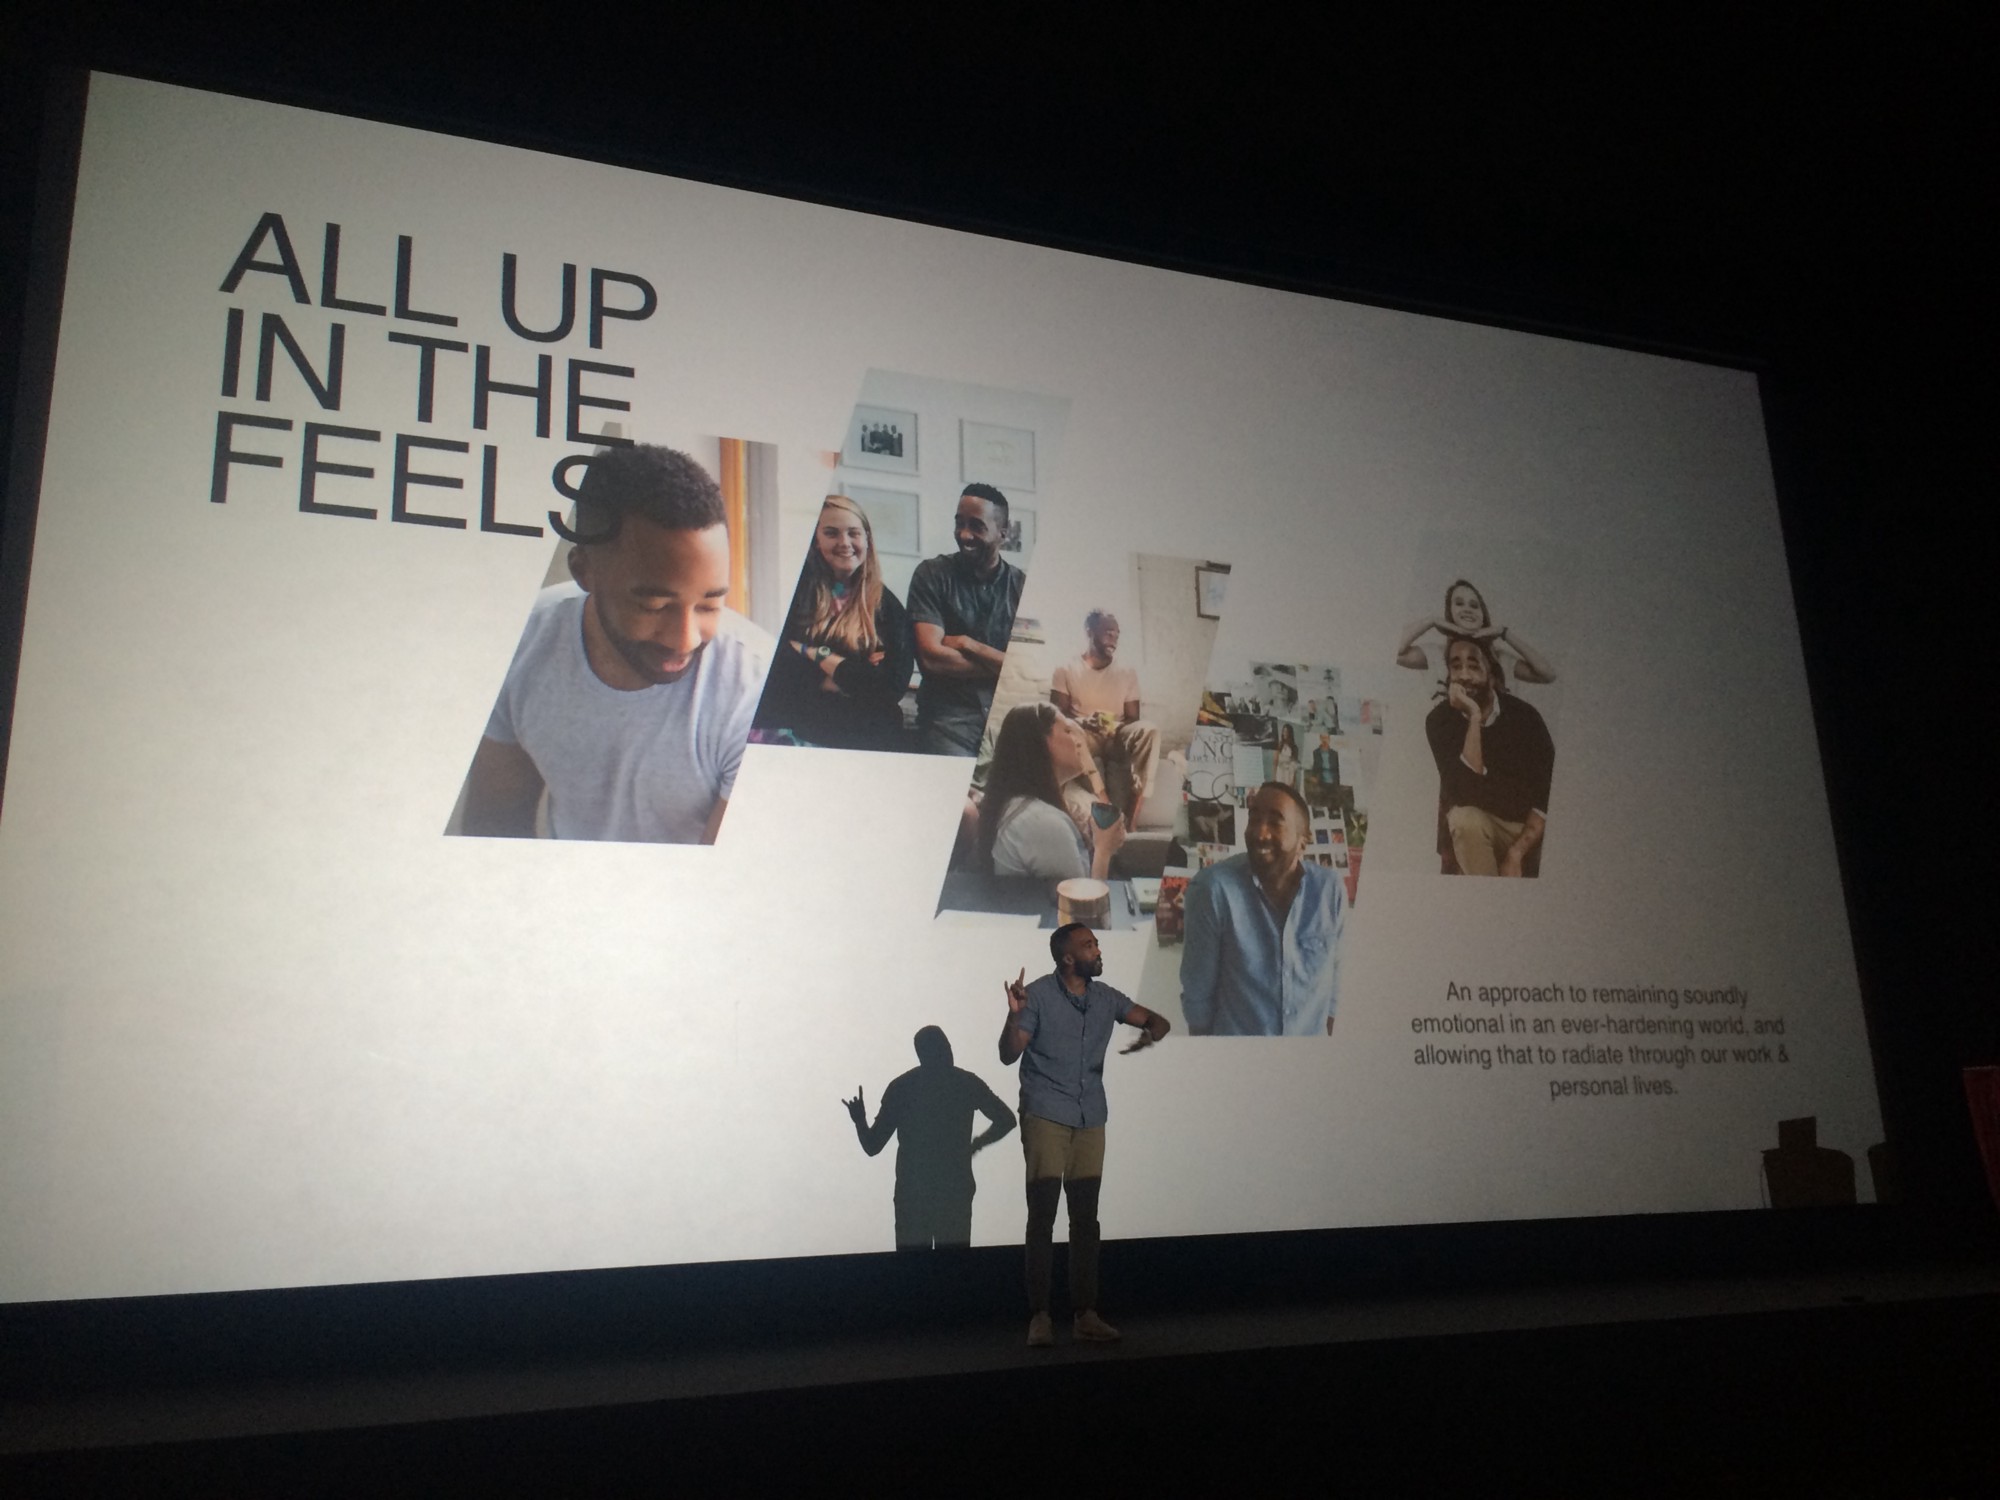 ALL UP
IN THE
FEELS
An approach to remaining soundly
emotional in an ever-hardening world, and
allowing that to radiate through our work &
personal lives.